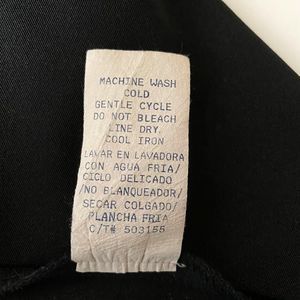 MACHINE WASH
COLD
GENTLE CYCLE
DO NOT BLEACH
LINE DRY
COOL IRON
LAVAR EN LAVADORA
CON AGUA FRIA/
CICLO DELICADO
/NO BLANQUEADOR/
SECAR COLGADO/
PLANCHA FRIA
C/T# 503155